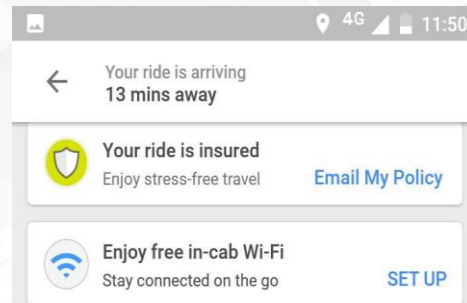 4G 11:50
Your ride is arriving
13 mins away
Your ride is insured
Enjoy stress-free travel Email My Policy
Enjoy free in-cab Wi-Fi
Stay connected on the go SET UP